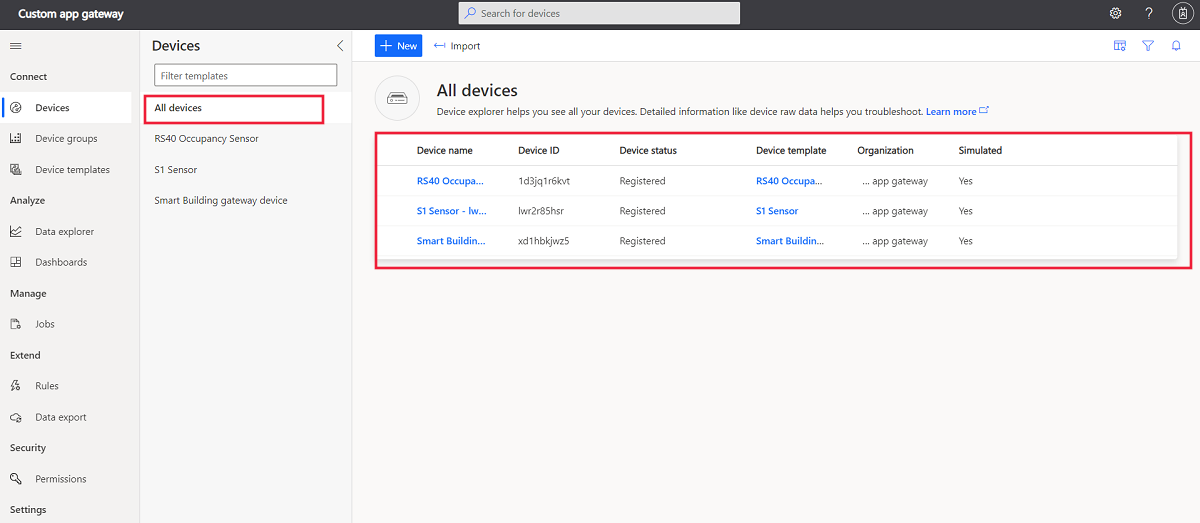 Custom app gateway
Search for devices
?
Connect
Devices
Device groups
Device templates
Analyze
Data explorer
Dashboards
Manage
Jobs
Extend
Rules
Data export
Security
Permissions
Settings
Devices
Filter templates
All devices
RS40 Occupancy Sensor
S1 Sensor
Smart Building gateway device
New Import
All devices
Device explorer helps you see all your devices. Detailed information like device raw data helps you troubleshoot. Learn more
Device name Device ID Device status Device template Organization Simulated
RS40 Occupa... 1d3jq1r6kvt Registered RS40 Occupa... ... app gateway Yes
S1 Sensor - lw... lwr2r85hsr Registered S1 Sensor ... app gateway Yes
Smart Buildin... xd1hbkjwz5 Registered Smart Buildin... ... app gateway Yes